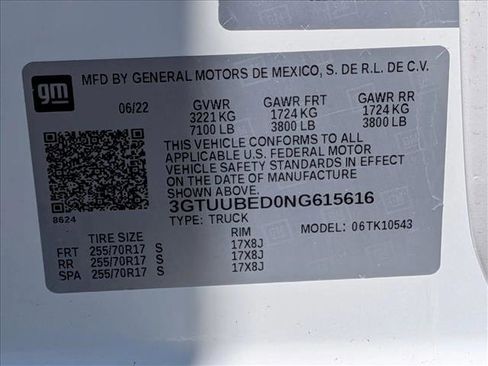 gm
MFD BY GENERAL MOTORS DE MEXICO, S. DE R.L. DE C.V.
06/22 GVWR GAWR FRT GAWR RR
3221 KG 1724 KG 1724 KG
7100 LB 3800 LB 3800 LB
THIS VEHICLE CONFORMS TO ALL
APPLICABLE U.S. FEDERAL MOTOR
VEHICLE SAFETY STANDARDS IN EFFECT
ON THE DATE OF MANUFACTURE
SHOWN ABOVE.
3GTUUBED0NG615616
8624 TYPE: TRUCK MODEL: 06TK10543
TIRE SIZE RIM
FRT 255/70R17 S 17X8J
RR 255/70R17 S 17X8J
SPA 255/70R17 S 17X8J